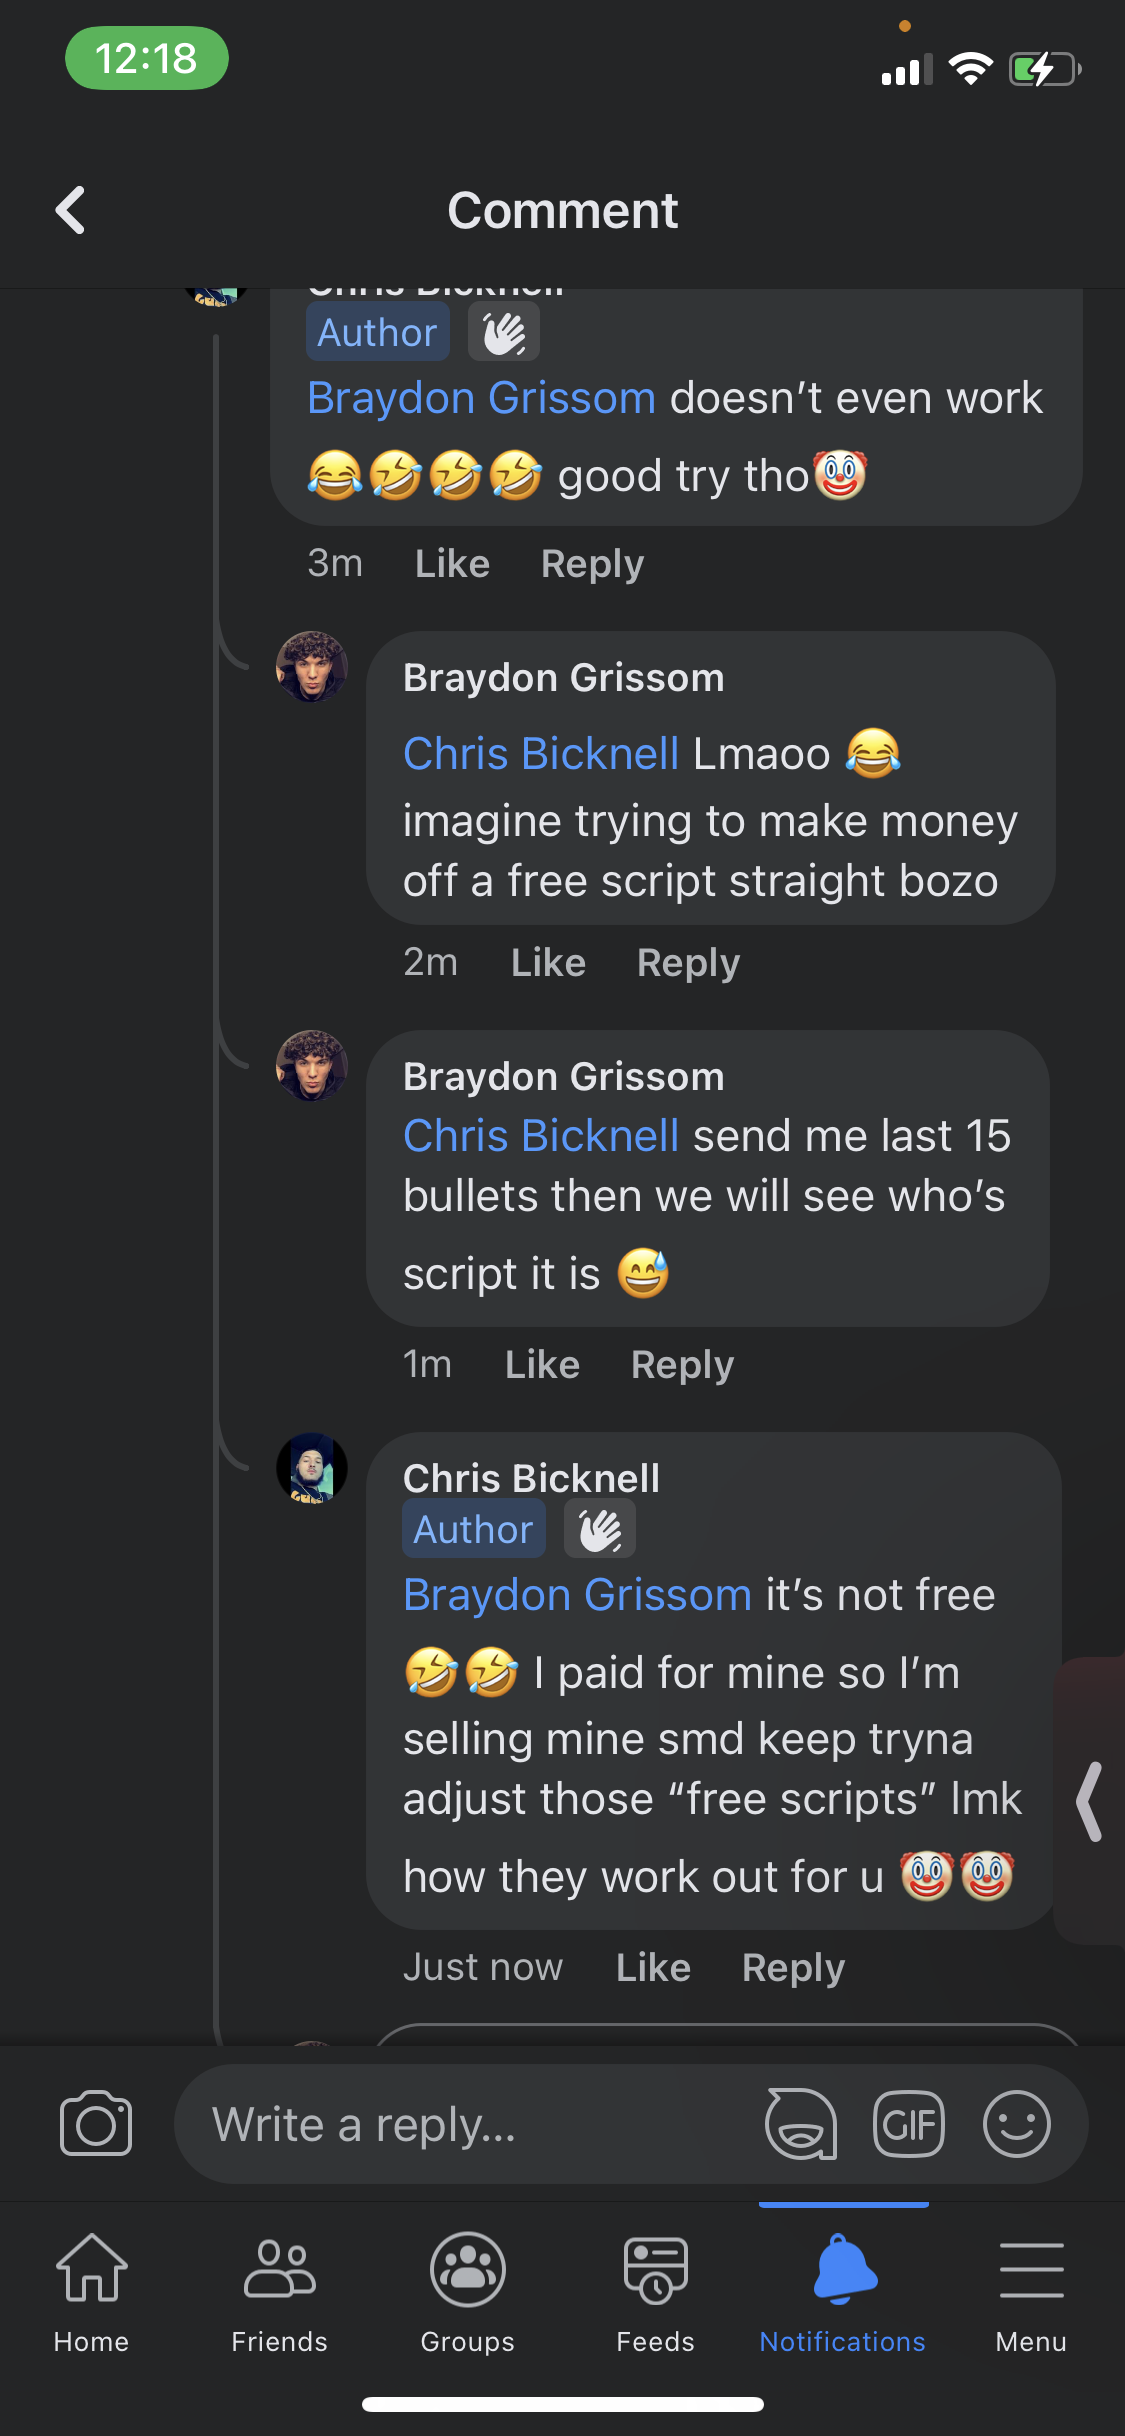 12:18
Comment
Chris Bicknell
Author
Braydon Grissom doesn’t even work
😂🤣🤣🤣 good try tho🤡
3m Like Reply
Braydon Grissom
Chris Bicknell Lmaoo 😂
imagine trying to make money
off a free script straight bozo
2m Like Reply
Braydon Grissom
Chris Bicknell send me last 15
bullets then we will see who’s
script it is 😅
1m Like Reply
Chris Bicknell
Author
Braydon Grissom it’s not free
🤣🤣 I paid for mine so I’m
selling mine smd keep tryna
adjust those “free scripts” lmk
how they work out for u 🤡🤡
Just now Like Reply
Write a reply...
GIF
Home Friends Groups Feeds Notifications Menu